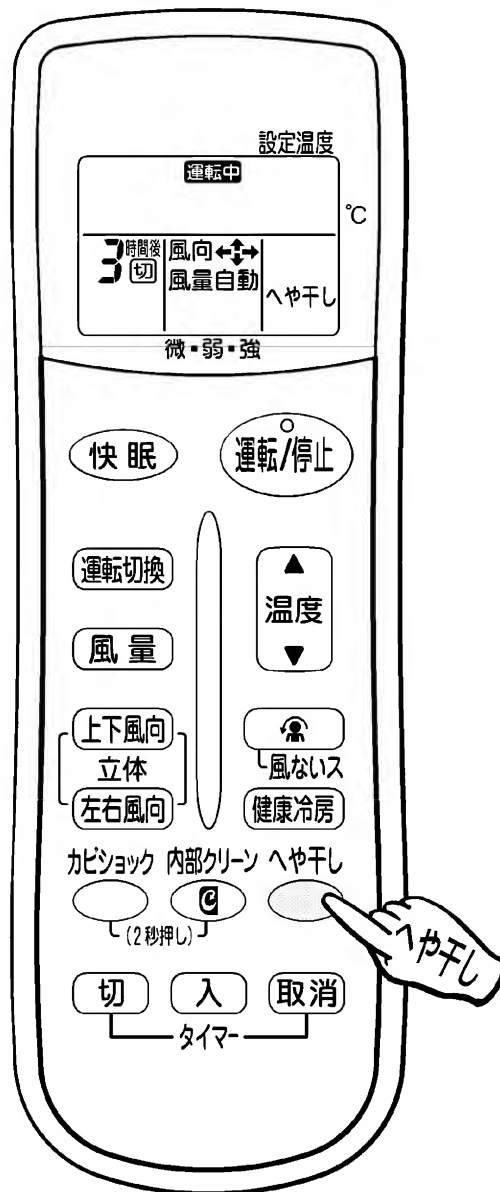 設定温度
運転中
℃
3時間後
切
風向
風量自動
へや干し
微・弱・強
快眠
運転/停止
運転切換
▲
温度
▼
風量
上下風向
立体
左右風向
風ないス
健康冷房
カビショック 内部クリーン へや干し
C
(2秒押し)
へや干し
切 入 取消
タイマー